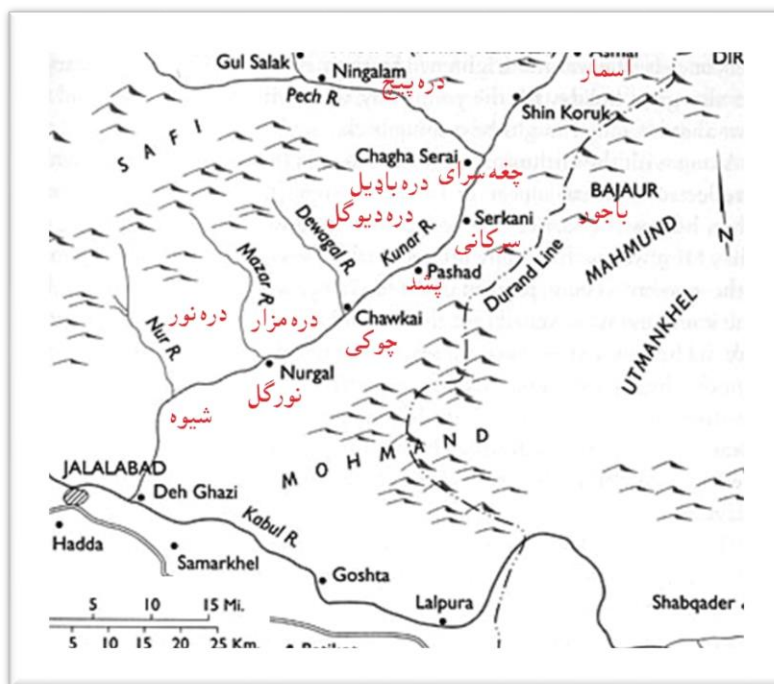 Gul Salak
Ningalam
Pech R.
دره پیچ
Asmar
اسمار
DIR
Shin Koruk
SAFI
Chagha Serai
چغه سرای
دره بادیل
Dewagal R.
دره دیوگل
Kunar R.
Serkani
سرکانی
BAJAUR
باجور
MAHMUND
Durand Line
Pashad
پشد
UTMANKHEL
Mazar R.
دره مزار
Nur R.
دره نور
Chawkai
چوکی
Nurgal
نورگل
شیوه
MOHMAND
JALALABAD
Deh Ghazi
Kabul R.
Hadda
Samarkhel
Goshta
Lalpura
Shabqader
5 10 15 Mi.
5 10 15 20 25 Km.